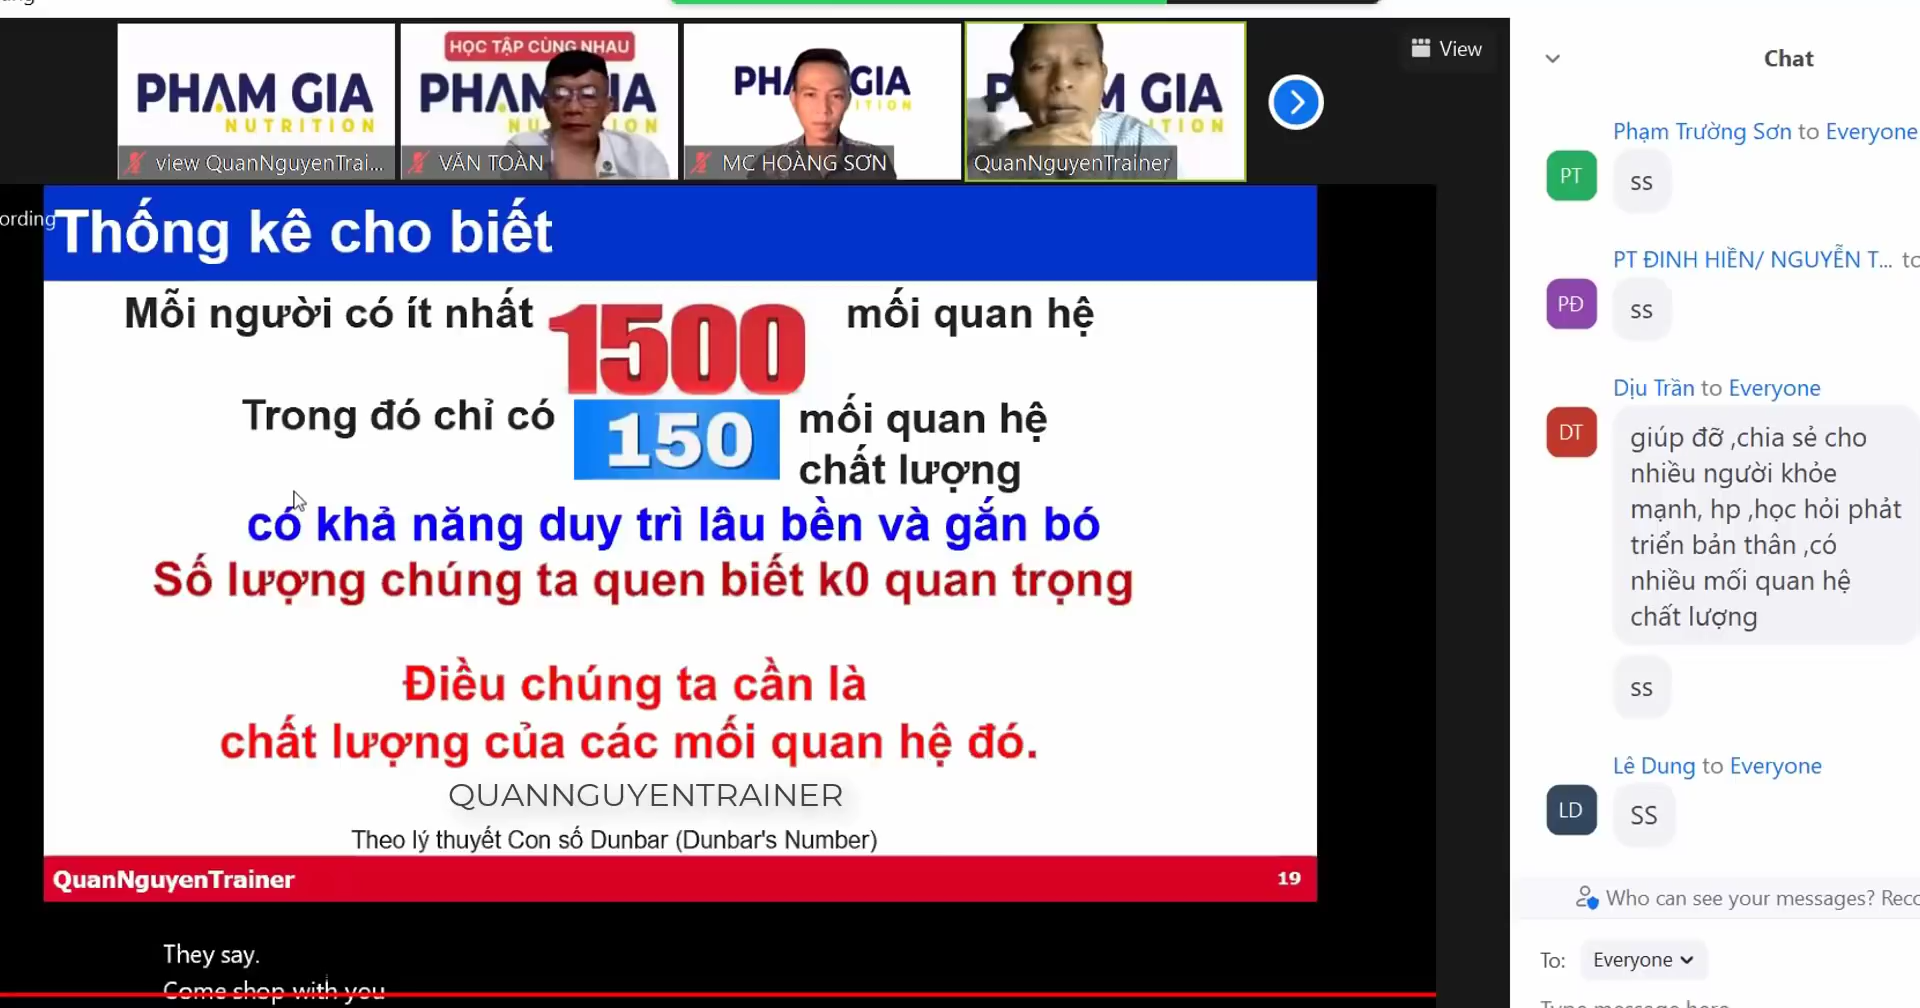 View
Chat
PHẠM GIA
NUTRITION
view QuanNguyenTrai...
HỌC TẬP CÙNG NHAU
VĂN TOÀN
MC HOÀNG SƠN
QuanNguyenTrainer
ording
Thống kê cho biết
Mỗi người có ít nhất 1500 mối quan hệ
Trong đó chỉ có 150 mối quan hệ
chất lượng
có khả năng duy trì lâu bền và gắn bó
Số lượng chúng ta quen biết k0 quan trọng
Điều chúng ta cần là
chất lượng của các mối quan hệ đó.
QUANNGUYENTRAINER
Theo lý thuyết Con số Dunbar (Dunbar's Number)
QuanNguyenTrainer
19
They say.
Come shop with you
Phạm Trường Sơn to Everyone
PT
ss
PT ĐINH HIỀN/ NGUYỄN T... to
PĐ
ss
Dịu Trần to Everyone
DT
giúp đỡ ,chia sẻ cho
nhiều người khỏe
mạnh, hp ,học hỏi phát
triển bản thân ,có
nhiều mối quan hệ
chất lượng
ss
Lê Dung to Everyone
LD
SS
Who can see your messages? Reco
To: Everyone
Type message here